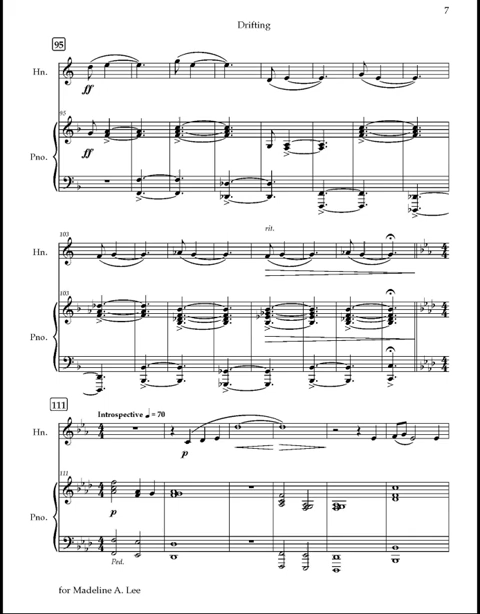 7
Drifting
95
Hn.
ff
95
Pno.
ff
rit.
103
Hn.
103
Pno.
111
Introspective ♩ = 70
Hn.
p
111
Pno.
p
Ped.
for Madeline A. Lee